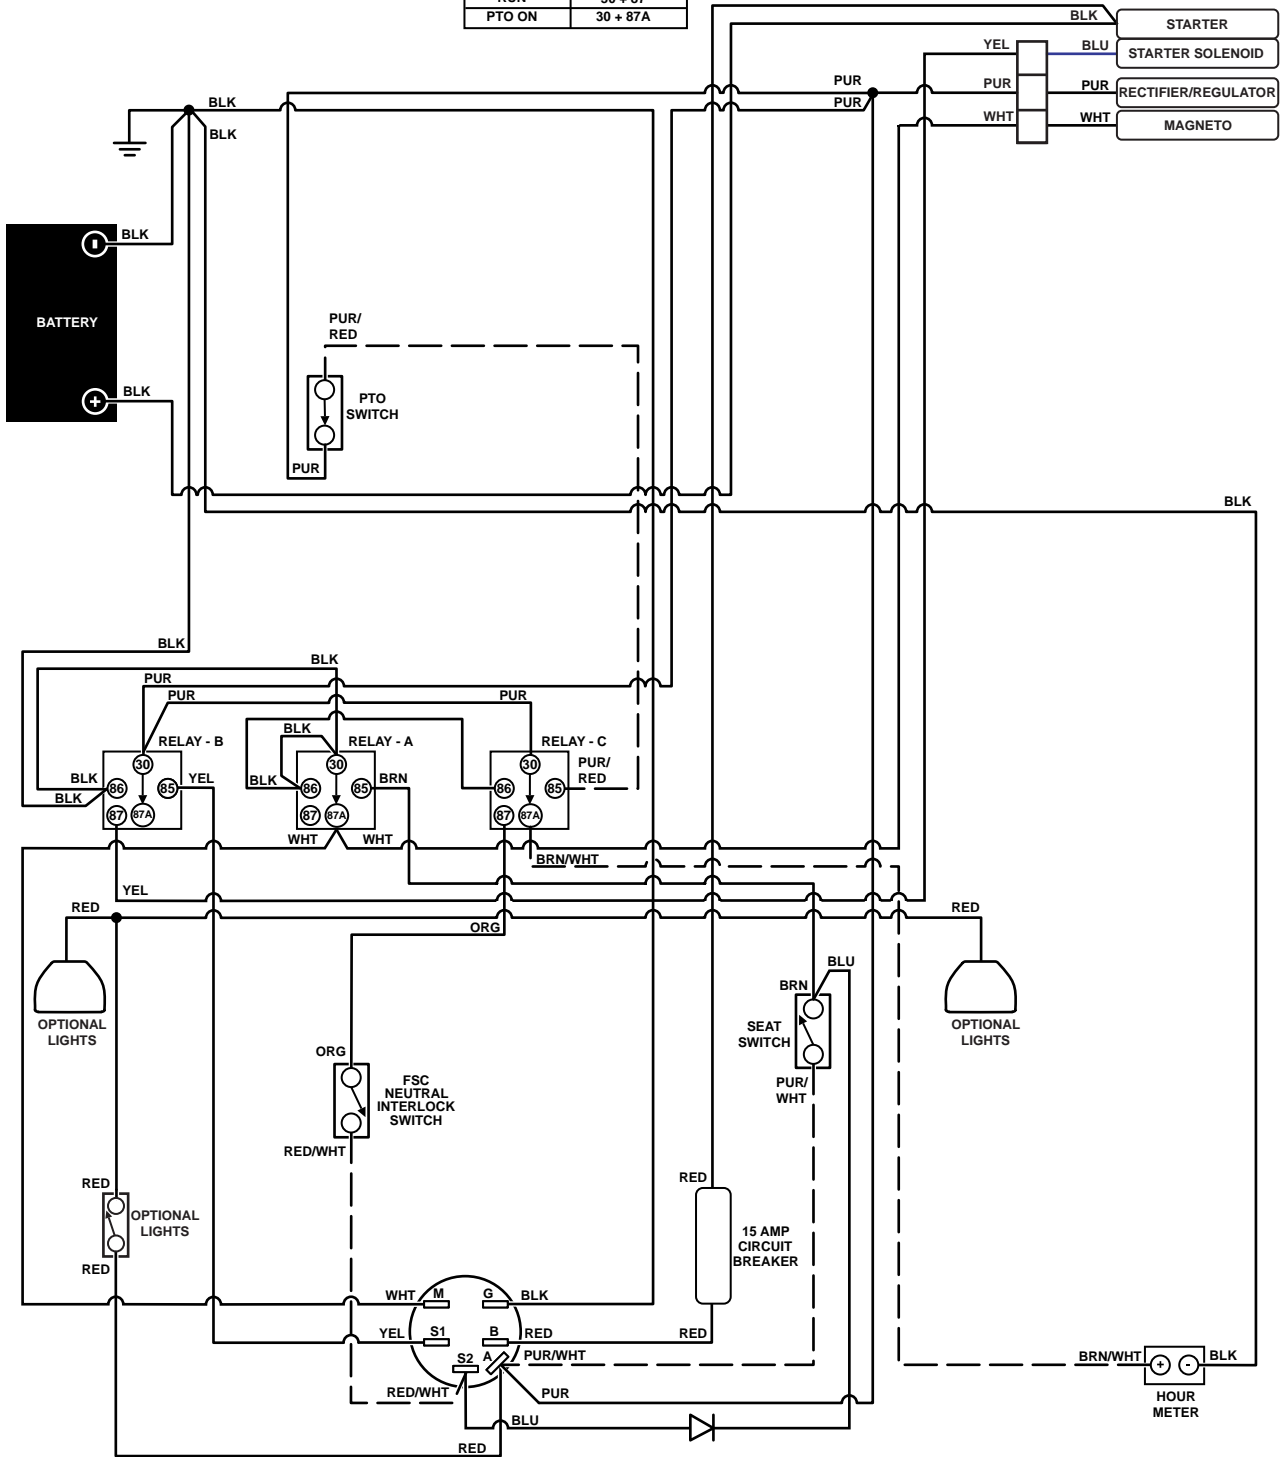 RUN
30 + 87
PTO ON
30 + 87A
BLK
STARTER
YEL
BLU
STARTER SOLENOID
PUR
PUR
PUR
RECTIFIER/REGULATOR
PUR
WHT
WHT
MAGNETO
BLK
BLK
BLK
BATTERY
BLK
PUR/
RED
PTO
SWITCH
PUR
BLK
BLK
BLK
PUR
PUR
PUR
BLK
RELAY - B
RELAY - A
RELAY - C
30
30
30
PUR/
RED
BLK
86
85
YEL
BLK
86
85
BRN
86
85
BLK
87
87A
87
87A
87
87A
WHT
WHT
BRN/WHT
YEL
RED
RED
ORG
BLU
BRN
OPTIONAL
LIGHTS
SEAT
SWITCH
OPTIONAL
LIGHTS
ORG
FSC
NEUTRAL
INTERLOCK
SWITCH
PUR/
WHT
RED/WHT
RED
RED
OPTIONAL
LIGHTS
15 AMP
CIRCUIT
BREAKER
RED
WHT
M
G
BLK
YEL
S1
B
RED
RED
S2
A
PUR/WHT
BRN/WHT
+
-
BLK
RED/WHT
PUR
HOUR
METER
BLU
RED